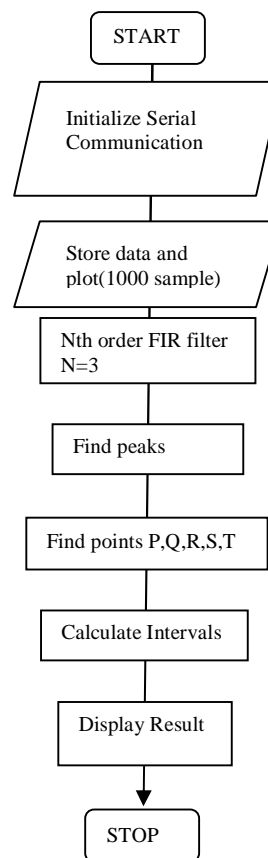 START
Initialize Serial
Communication
Store data and
plot(1000 sample)
Nth order FIR filter
N=3
Find peaks
Find points P,Q,R,S,T
Calculate Intervals
Display Result
STOP